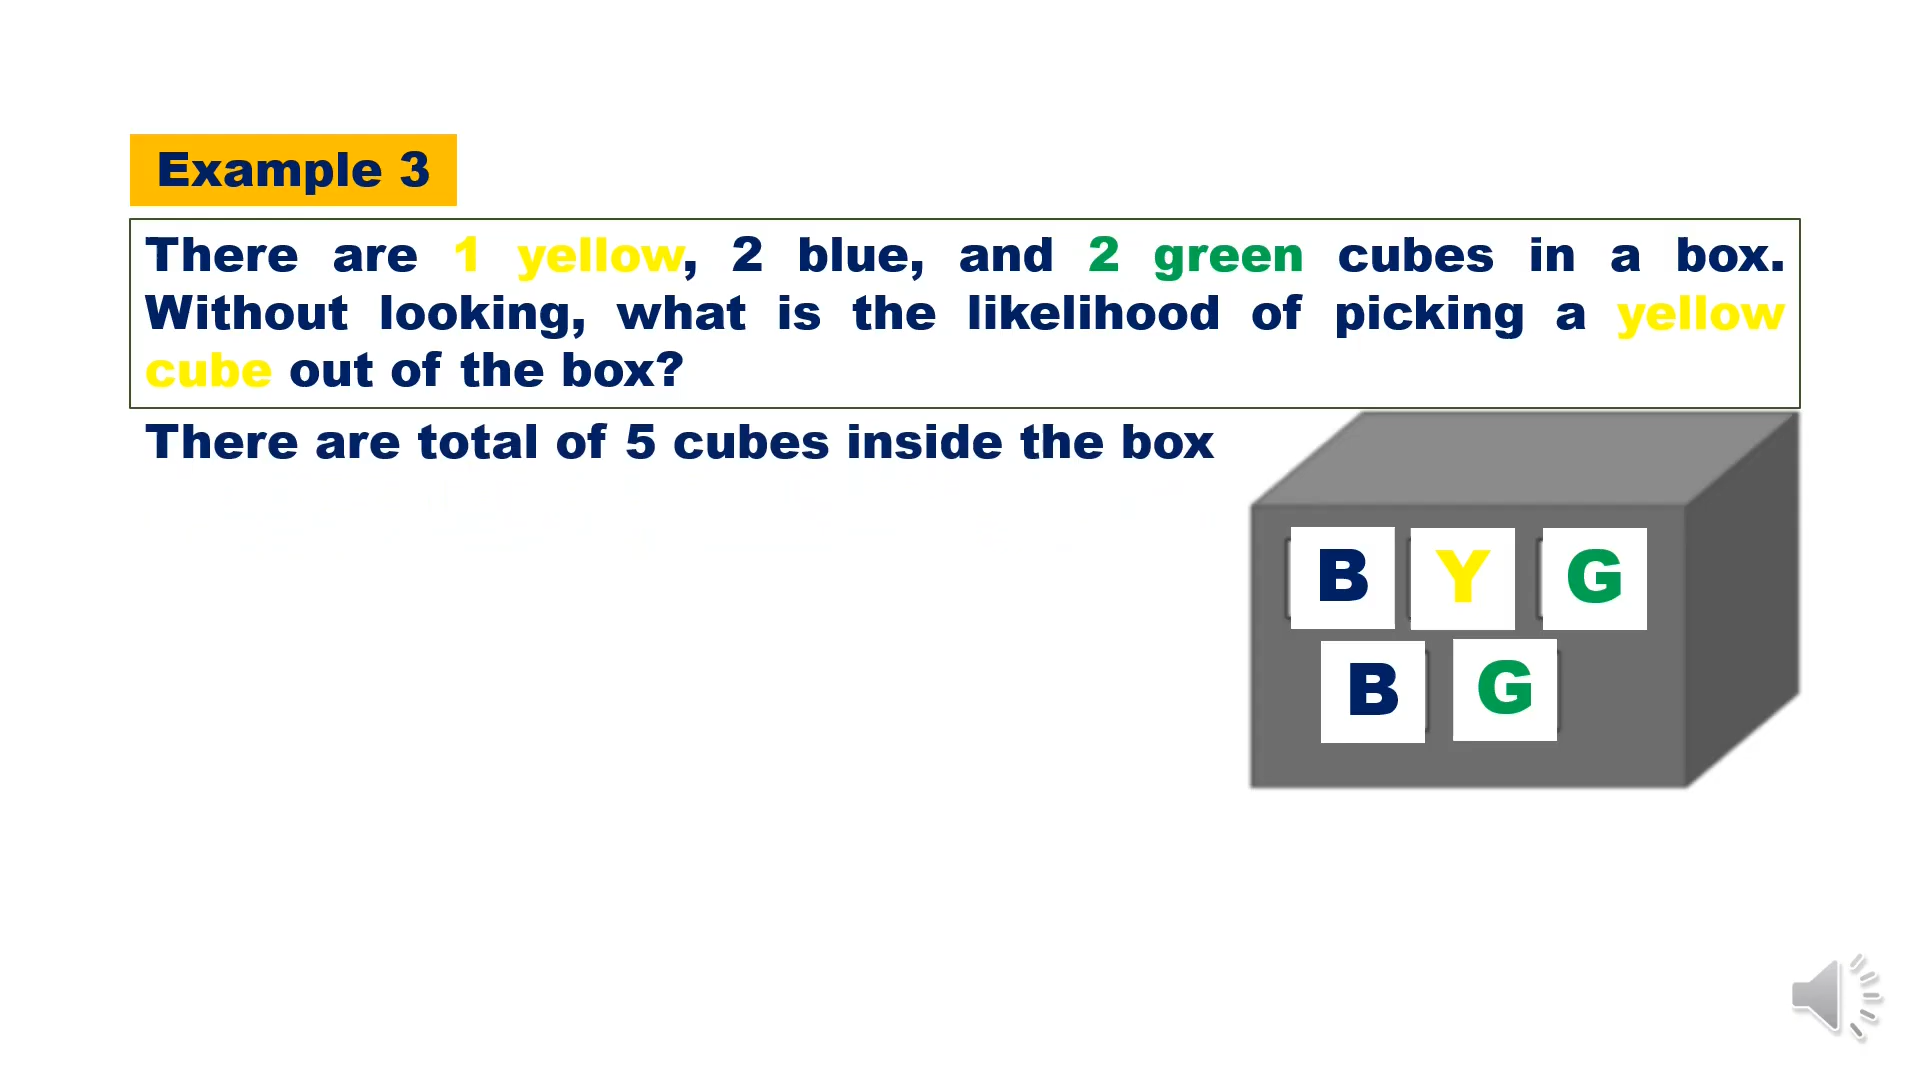 Example 3
There are 1 yellow, 2 blue, and 2 green cubes in a box.
Without looking, what is the likelihood of picking a yellow
cube out of the box?
There are total of 5 cubes inside the box
B Y G
B G